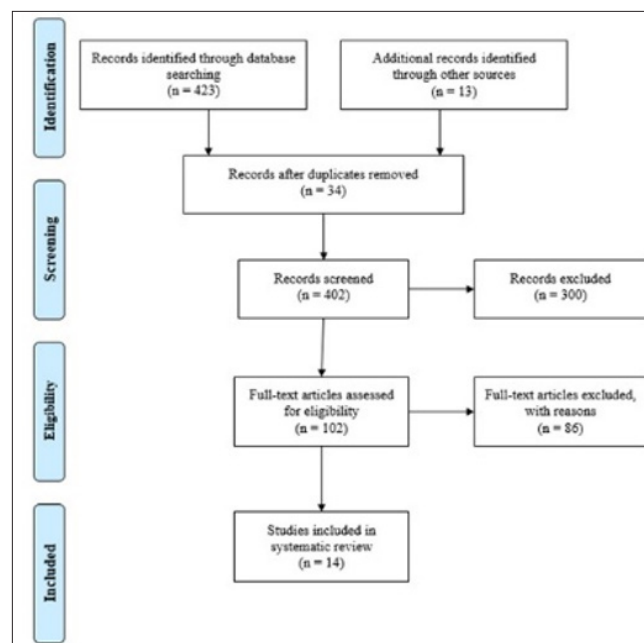 Identification
Records identified through database
searching
(n = 423)
Additional records identified
through other sources
(n = 13)
Records after duplicates removed
(n = 34)
Screening
Records screened
(n = 402)
Records excluded
(n = 300)
Eligibility
Full-text articles assessed
for eligibility
(n = 102)
Full-text articles excluded,
with reasons
(n = 86)
Included
Studies included in
systematic review
(n = 14)